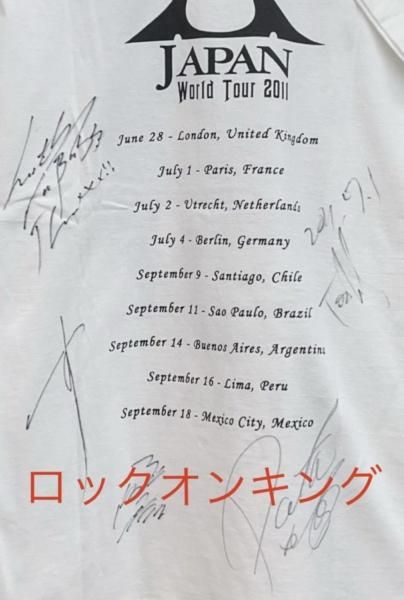 JAPAN
World Tour 2011
June 28 - London, United Kingdom
July 1 - Paris, France
July 2 - Utrecht, Netherlands
2011.07.1
July 4 - Berlin, Germany
September 9 - Santiago, Chile
September 11 - Sao Paulo, Brazil
September 14 - Buenos Aires, Argentina
September 16 - Lima, Peru
September 18 - Mexico City, Mexico
ロックオンキング